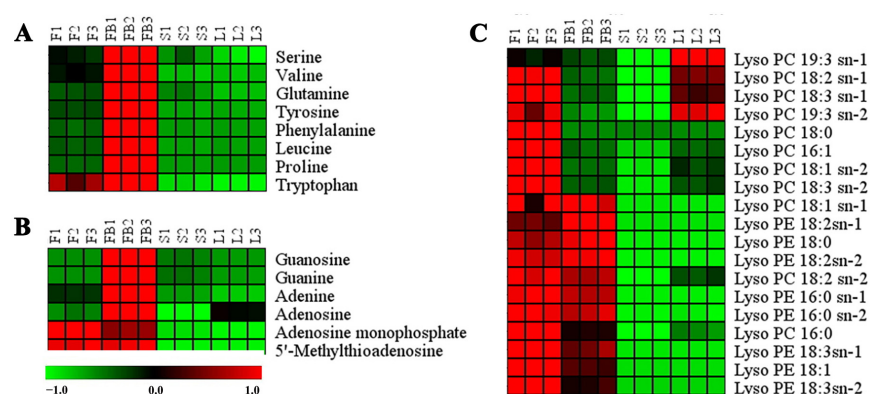 A
F1 F2 F3 FB1 FB2 FB3 S1 S2 S3 L1 L2 L3
Serine
Valine
Glutamine
Tyrosine
Phenylalanine
Leucine
Proline
Tryptophan
B
F1 F2 F3 FB1 FB2 FB3 S1 S2 S3 L1 L2 L3
Guanosine
Guanine
Adenine
Adenosine
Adenosine monophosphate
5'-Methylthioadenosine
−1.0 0.0 1.0
C
F1 F2 F3 FB1 FB2 FB3 S1 S2 S3 L1 L2 L3
Lyso PC 19:3 sn-1
Lyso PC 18:2 sn-1
Lyso PC 18:3 sn-1
Lyso PC 19:3 sn-2
Lyso PC 18:0
Lyso PC 16:1
Lyso PC 18:1 sn-2
Lyso PC 18:3 sn-2
Lyso PC 18:1 sn-1
Lyso PE 18:2sn-1
Lyso PE 18:0
Lyso PE 18:2sn-2
Lyso PC 18:2 sn-2
Lyso PE 16:0 sn-1
Lyso PE 16:0 sn-2
Lyso PC 16:0
Lyso PE 18:3sn-1
Lyso PE 18:1
Lyso PE 18:3sn-2